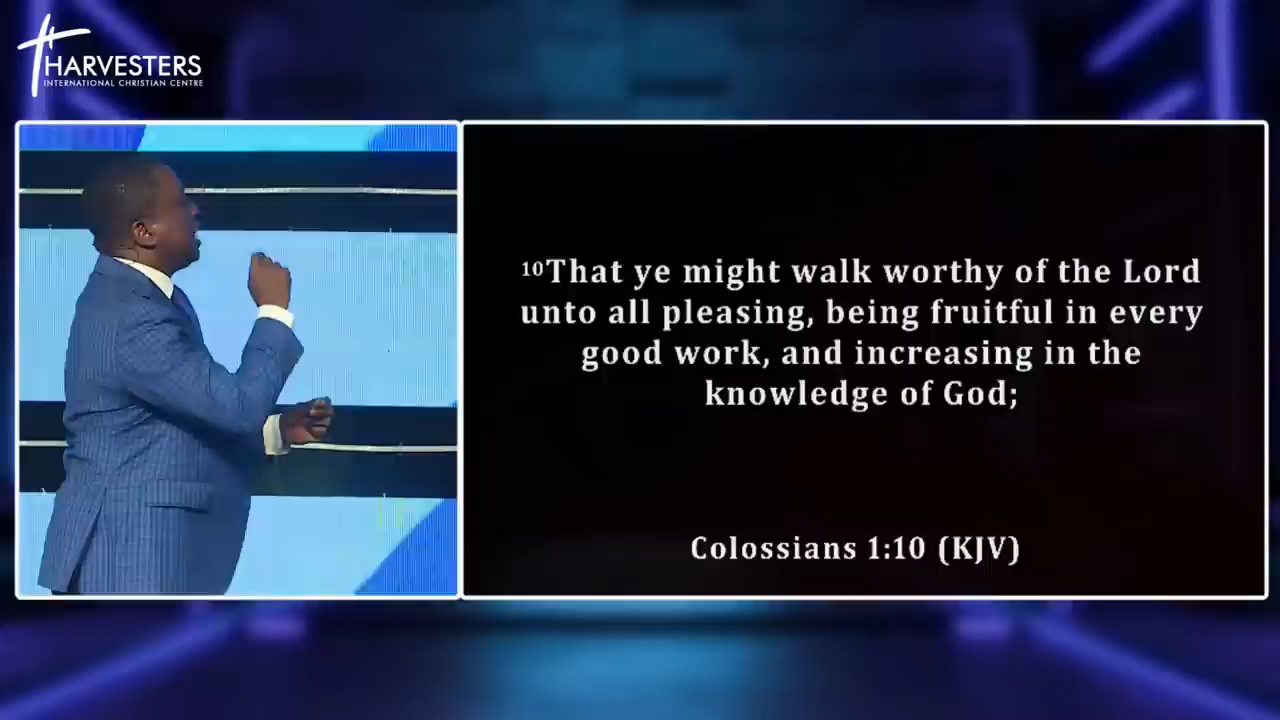 HARVESTERS
INTERNATIONAL CHRISTIAN CENTRE
10That ye might walk worthy of the Lord
unto all pleasing, being fruitful in every
good work, and increasing in the
knowledge of God;
Colossians 1:10 (KJV)